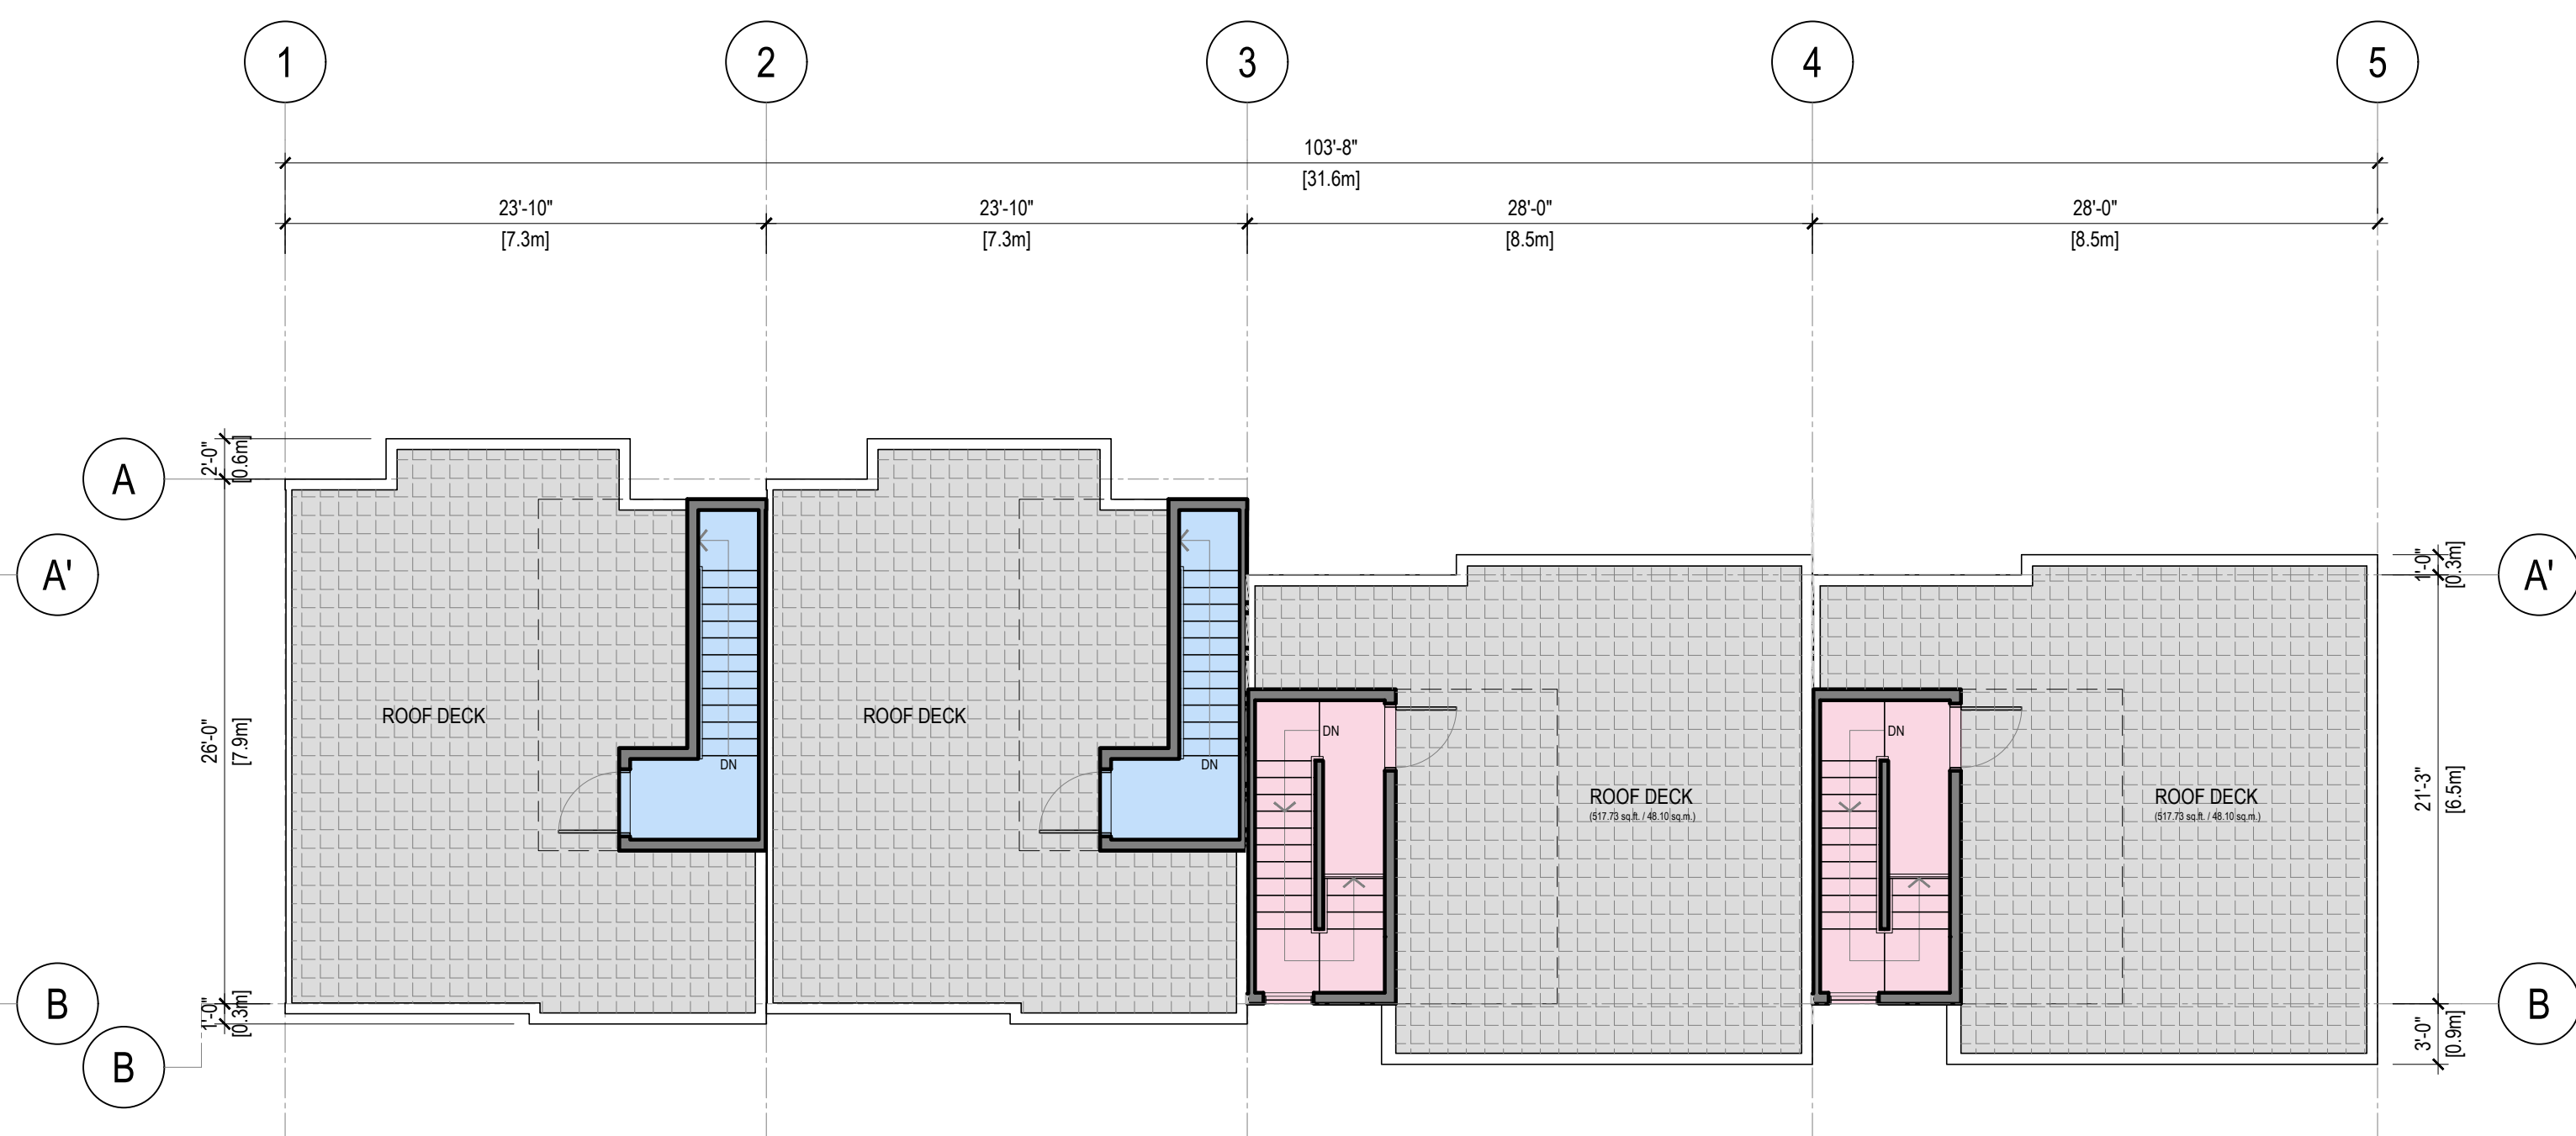 1
2
3
4
5
103'-8"
[31.6m]
23'-10"
23'-10"
28'-0"
28'-0"
[7.3m]
[7.3m]
[8.5m]
[8.5m]
2'-0"
[0.6m]
A
A'
1'-0"
[0.3m]
A'
26'-0"
[7.9m]
ROOF DECK
DN
ROOF DECK
DN
DN
ROOF DECK
(517.73 sq.ft. / 48.10 sq.m.)
DN
ROOF DECK
(517.73 sq.ft. / 48.10 sq.m.)
21'-3"
[6.5m]
B
1'-0"
[0.3m]
B
B
3'-0"
[0.9m]